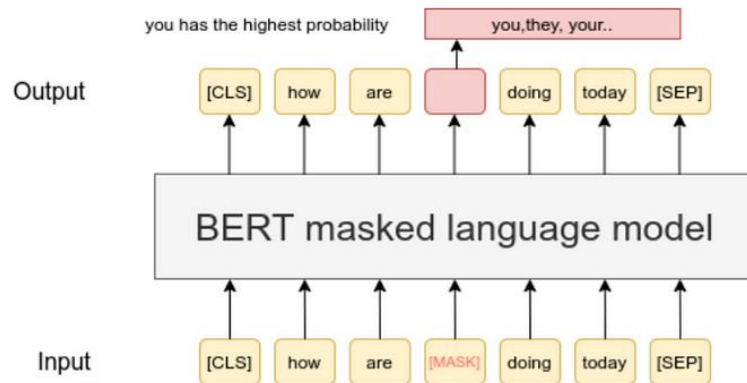 you has the highest probability you,they, your..
Output [CLS] how are doing today [SEP]
BERT masked language model
Input [CLS] how are [MASK] doing today [SEP]